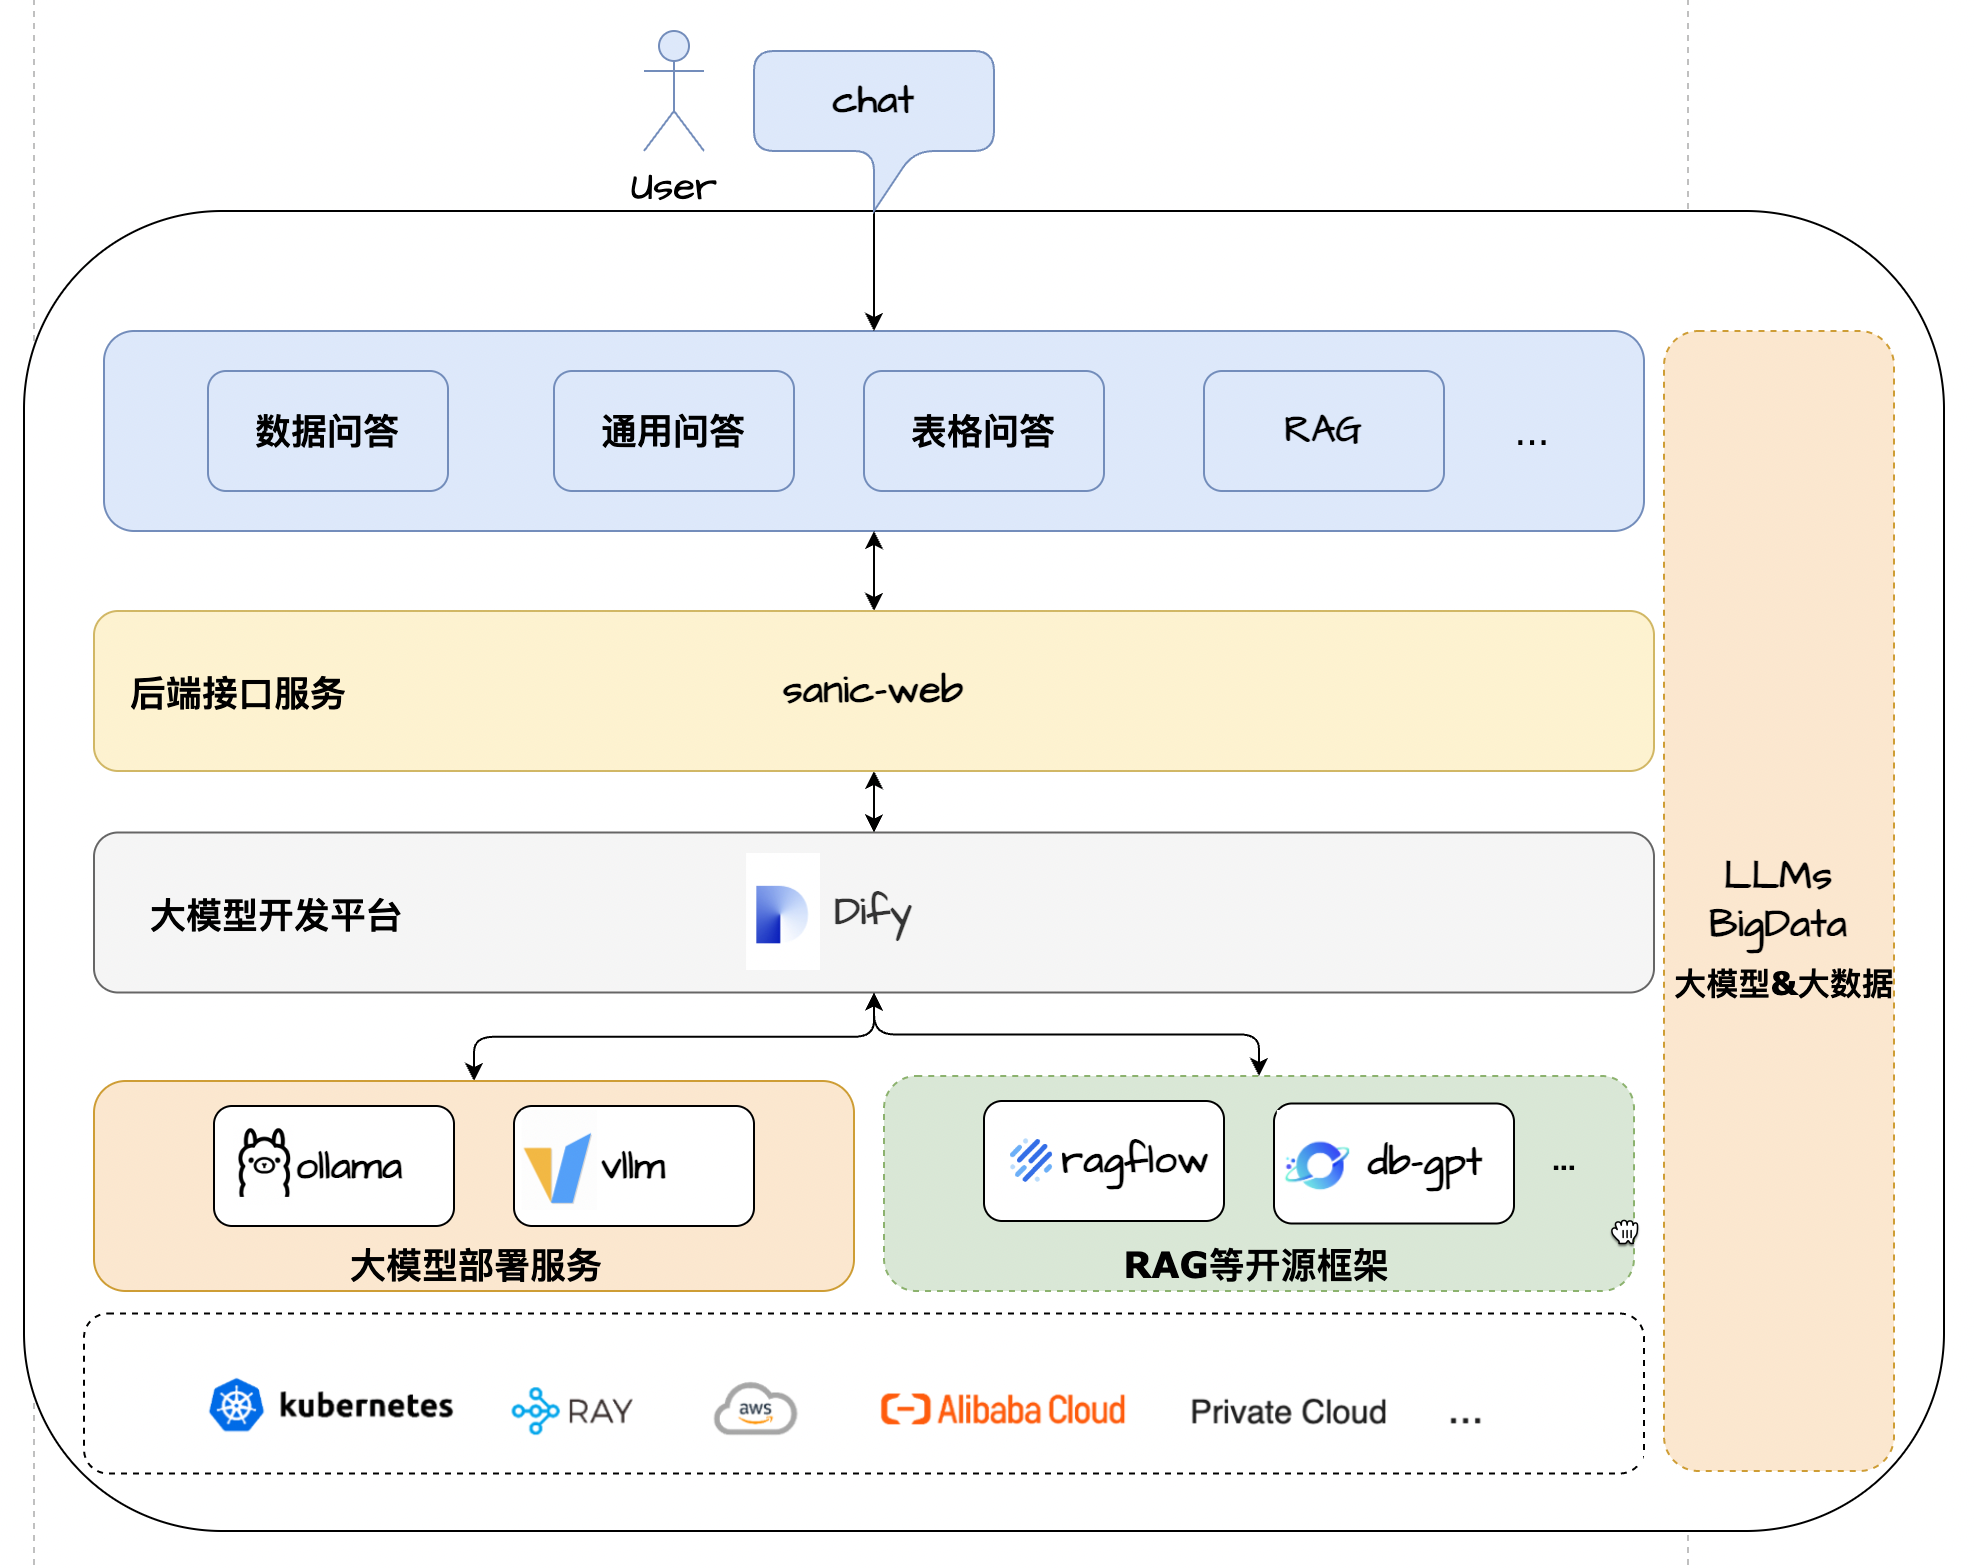 chat
User
数据问答
通用问答
表格问答
RAG
...
后端接口服务
sanic-web
大模型开发平台
Dify
LLMs
BigData
大模型&大数据
ollama
vllm
大模型部署服务
ragflow
db-gpt
...
RAG等开源框架
kubernetes
RAY
aws
Alibaba Cloud
Private Cloud
...